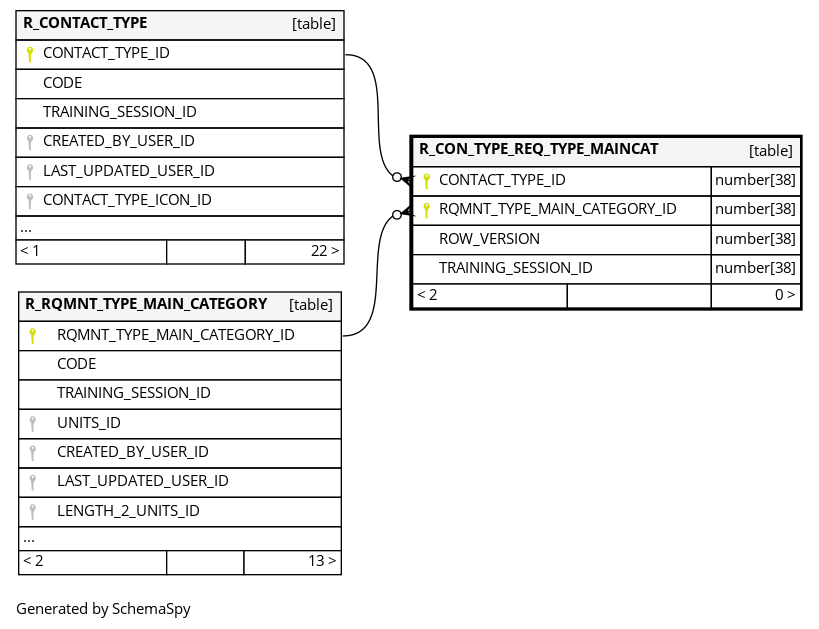 R_CONTACT_TYPE [table]
CONTACT_TYPE_ID
CODE
TRAINING_SESSION_ID
CREATED_BY_USER_ID
LAST_UPDATED_USER_ID
CONTACT_TYPE_ICON_ID
...
< 1 22 >
R_CON_TYPE_REQ_TYPE_MAINCAT [table]
CONTACT_TYPE_ID number[38]
RQMNT_TYPE_MAIN_CATEGORY_ID number[38]
ROW_VERSION number[38]
TRAINING_SESSION_ID number[38]
< 2 0 >
R_RQMNT_TYPE_MAIN_CATEGORY [table]
RQMNT_TYPE_MAIN_CATEGORY_ID
CODE
TRAINING_SESSION_ID
UNITS_ID
CREATED_BY_USER_ID
LAST_UPDATED_USER_ID
LENGTH_2_UNITS_ID
...
< 2 13 >
Generated by SchemaSpy